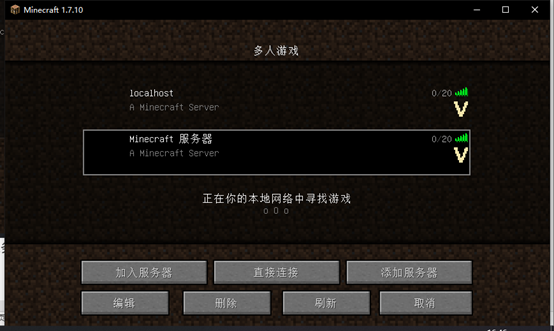 Minecraft 1.7.10
多人游戏
localhost 0/20
A Minecraft Server
Minecraft 服务器 0/20
A Minecraft Server
正在你的本地网络中寻找游戏
o O o
加入服务器 直接连接 添加服务器
编辑 删除 刷新 取消